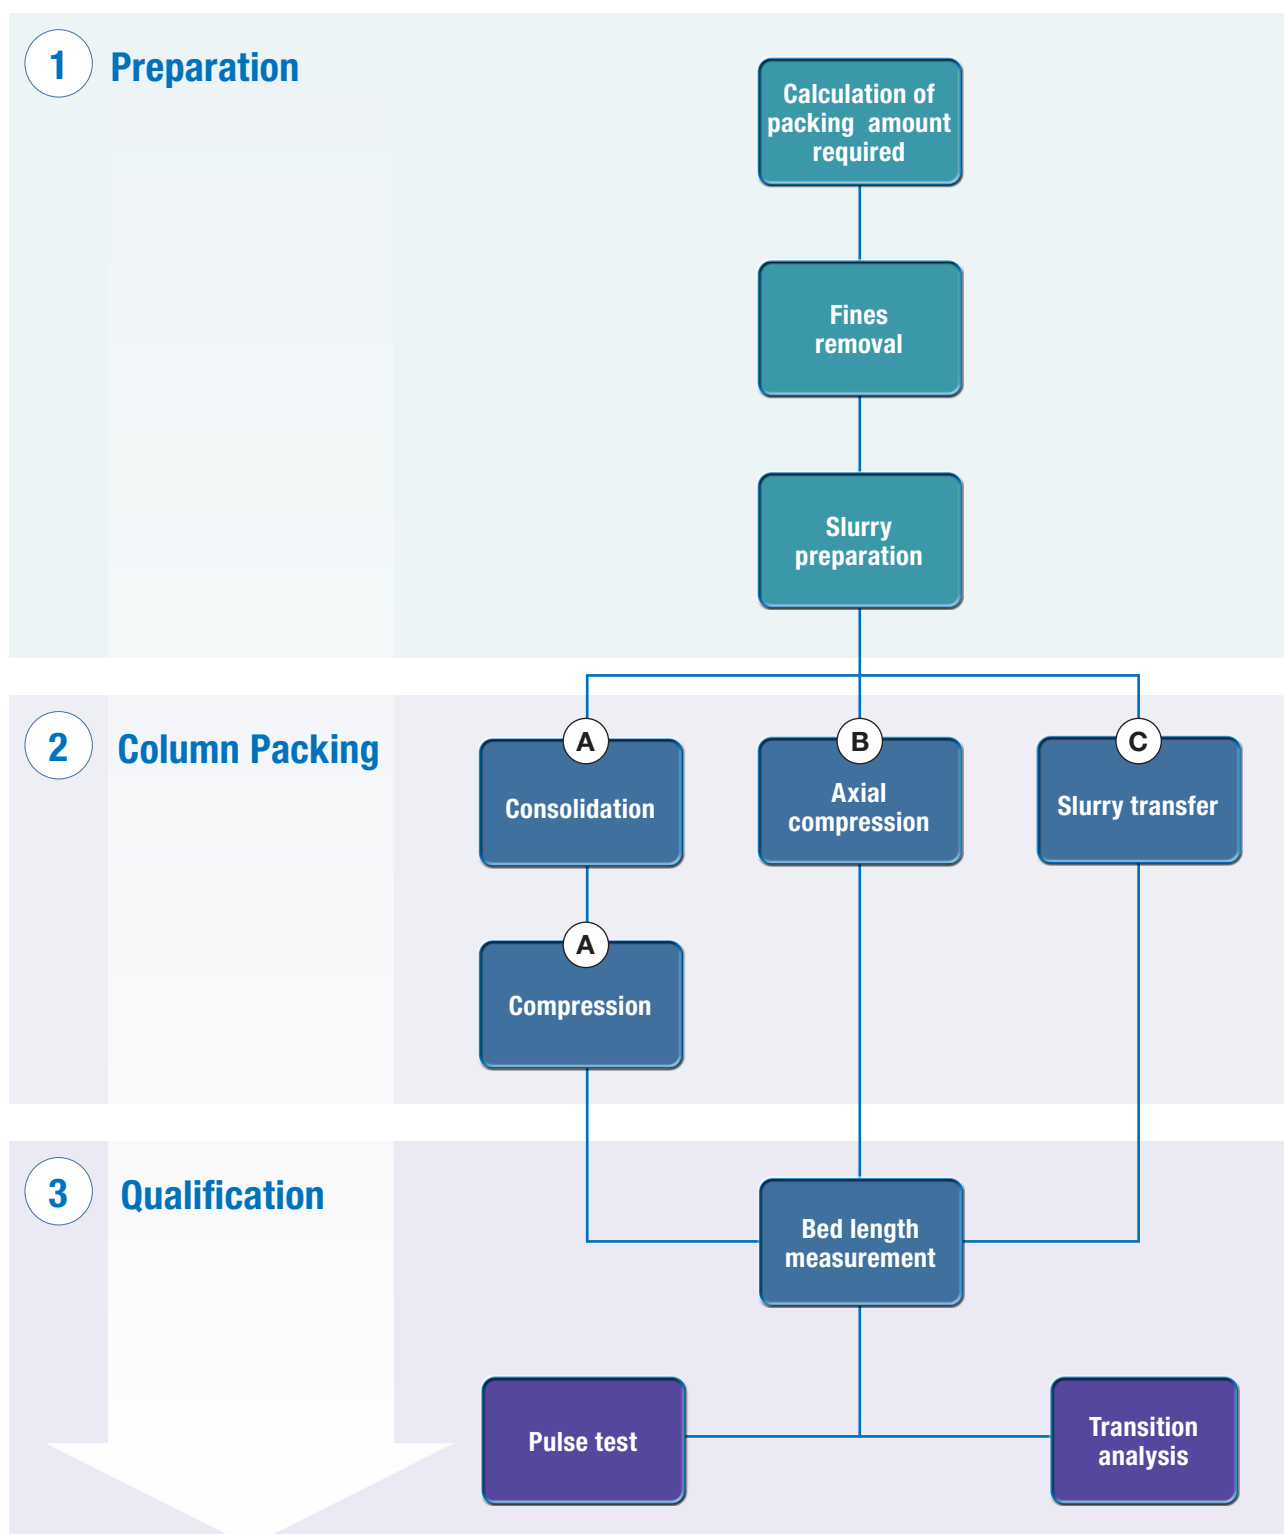 1 Preparation
Calculation of
packing amount
required
Fines
removal
Slurry
preparation
2 Column Packing
A
B
C
Consolidation
Axial
compression
Slurry transfer
A
Compression
3 Qualification
Bed length
measurement
Pulse test
Transition
analysis